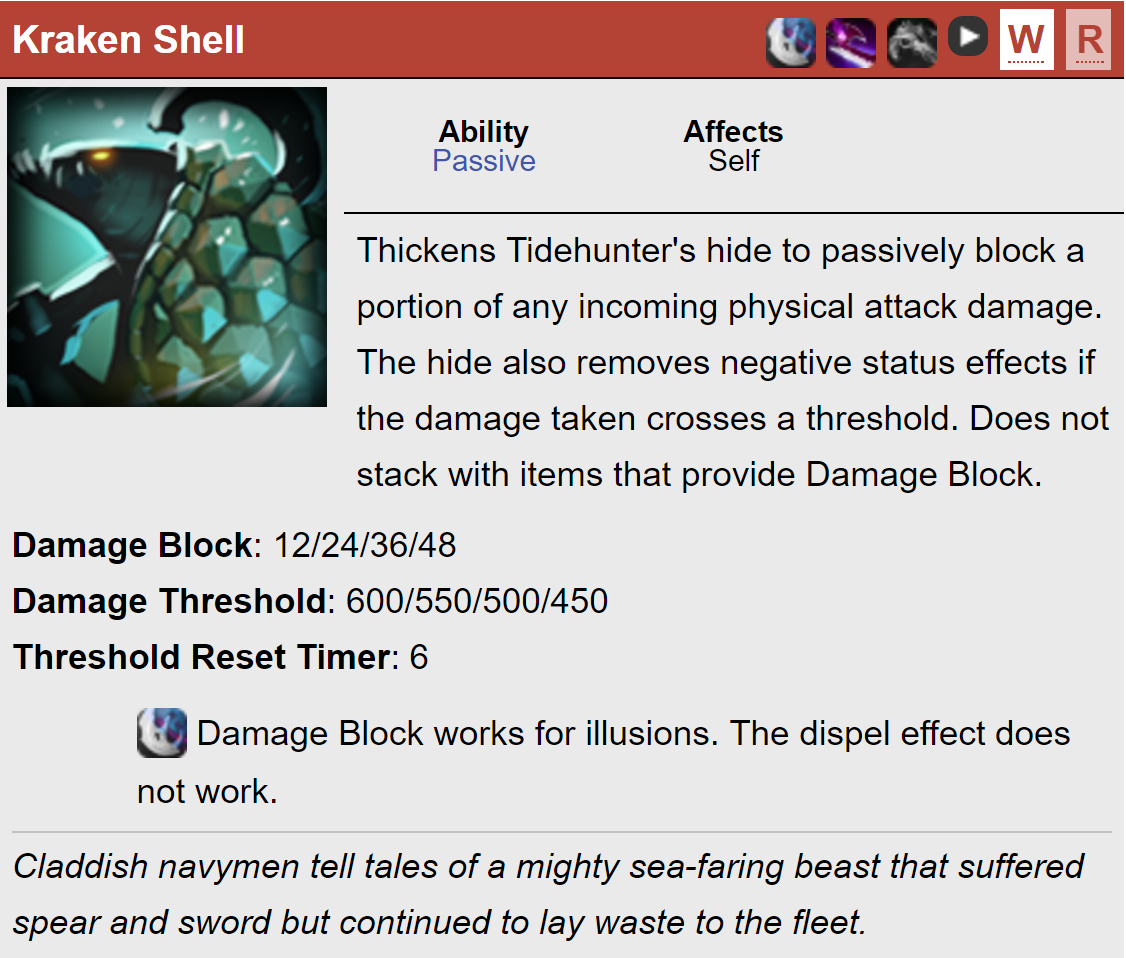 Kraken Shell
W R
Ability Affects
Passive Self
Thickens Tidehunter's hide to passively block a
portion of any incoming physical attack damage.
The hide also removes negative status effects if
the damage taken crosses a threshold. Does not
stack with items that provide Damage Block.
Damage Block: 12/24/36/48
Damage Threshold: 600/550/500/450
Threshold Reset Timer: 6
Damage Block works for illusions. The dispel effect does
not work.
Claddish navymen tell tales of a mighty sea-faring beast that suffered
spear and sword but continued to lay waste to the fleet.